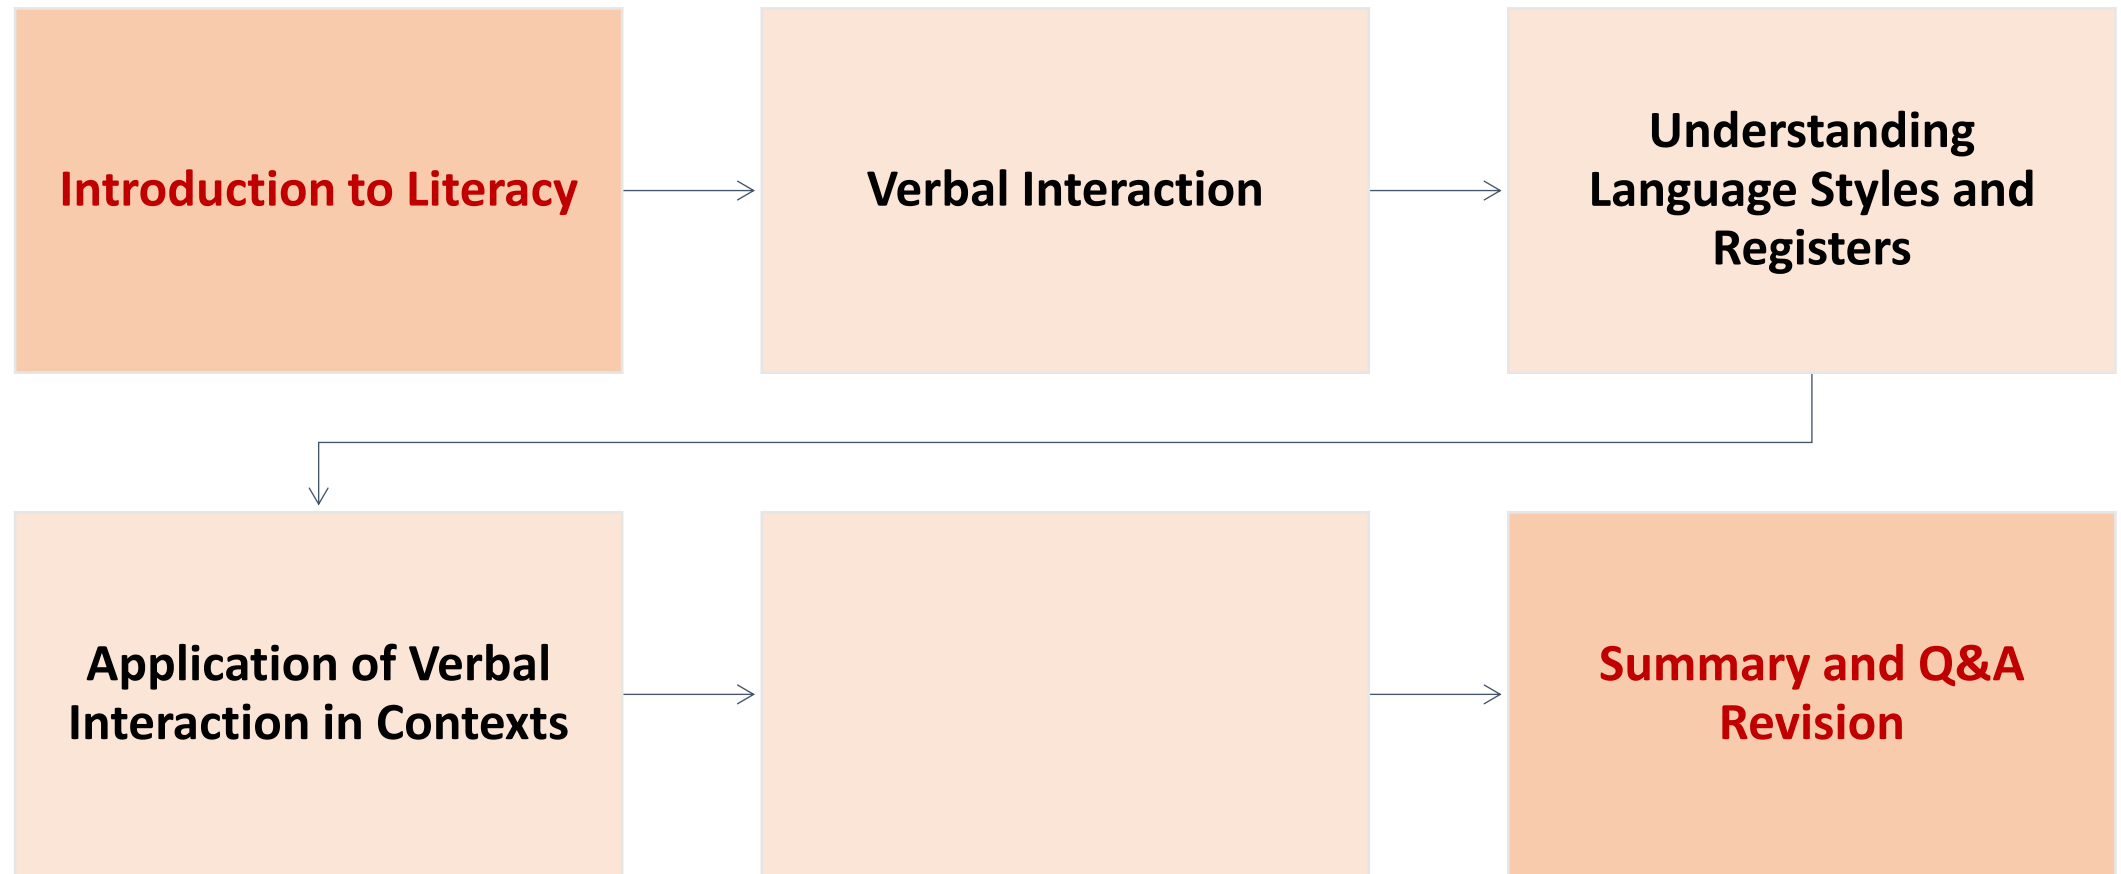 Introduction to Literacy
Verbal Interaction
Understanding
Language Styles and
Registers
Application of Verbal
Interaction in Contexts
Summary and Q&A
Revision